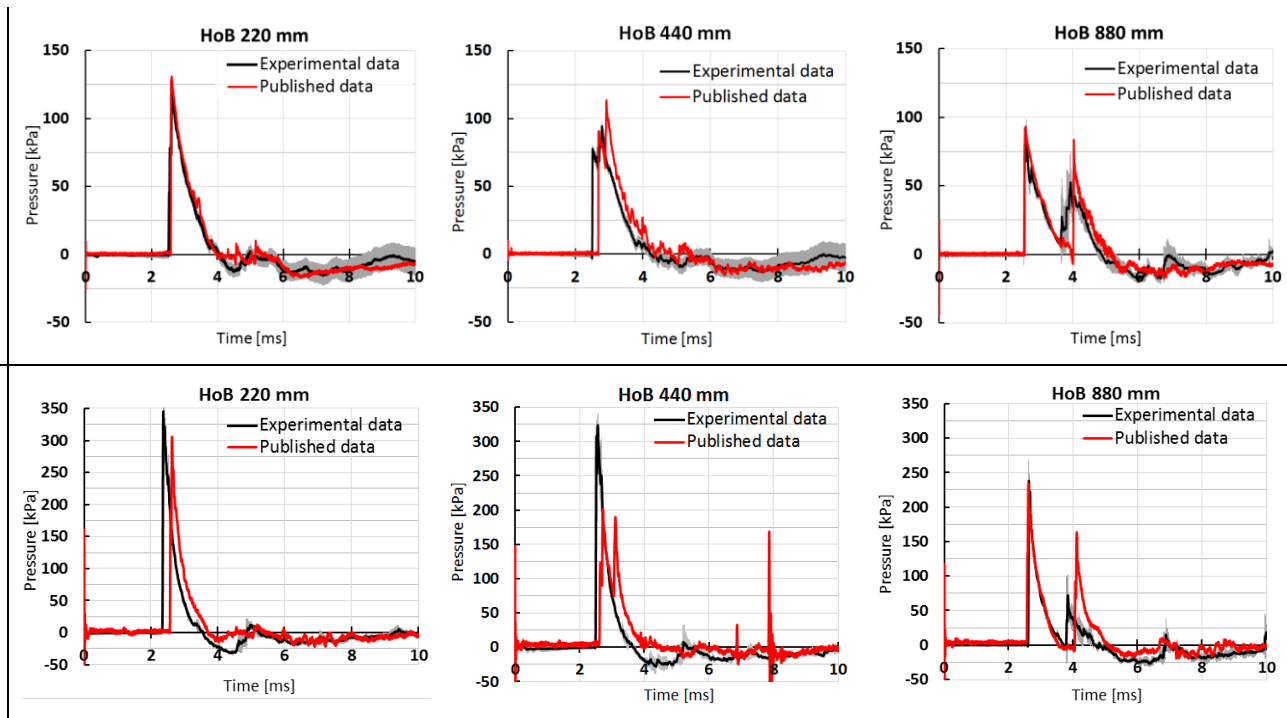 HoB 220 mm
150
100
50
0
-50
Pressure [kPa]
Experimental data
Published data
0
2
4
6
8
10
Time [ms]
HoB 440 mm
150
100
50
0
-50
Pressure [kPa]
Experimental data
Published data
0
2
4
6
8
10
Time [ms]
HoB 880 mm
150
100
50
0
-50
Pressure [kPa]
Experimental data
Published data
0
2
4
6
8
10
Time [ms]
HoB 220 mm
350
300
250
200
150
100
50
0
-50
Pressure [kPa]
Experimental data
Published data
0
2
4
6
8
10
Time [ms]
HoB 440 mm
350
300
250
200
150
100
50
0
-50
Pressure [kPa]
Experimental data
Published data
0
2
4
6
8
10
Time [ms]
HoB 880 mm
350
300
250
200
150
100
50
0
-50
Pressure [kPa]
Experimental data
Published data
0
2
4
6
8
10
Time [ms]